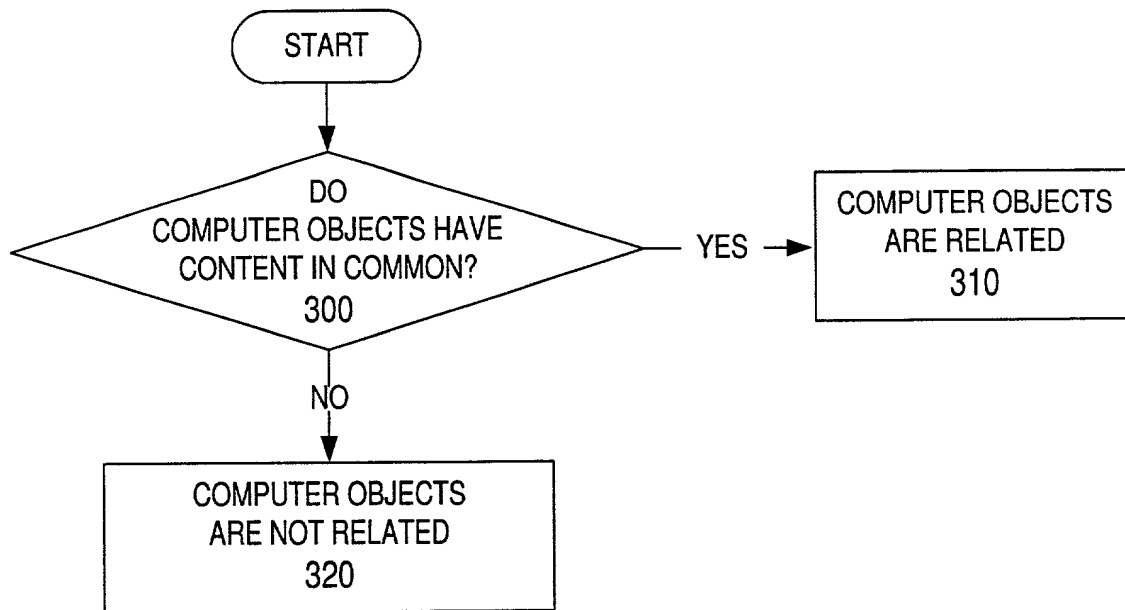 START
DO
COMPUTER OBJECTS HAVE
CONTENT IN COMMON?
300
YES
COMPUTER OBJECTS
ARE RELATED
310
NO
COMPUTER OBJECTS
ARE NOT RELATED
320